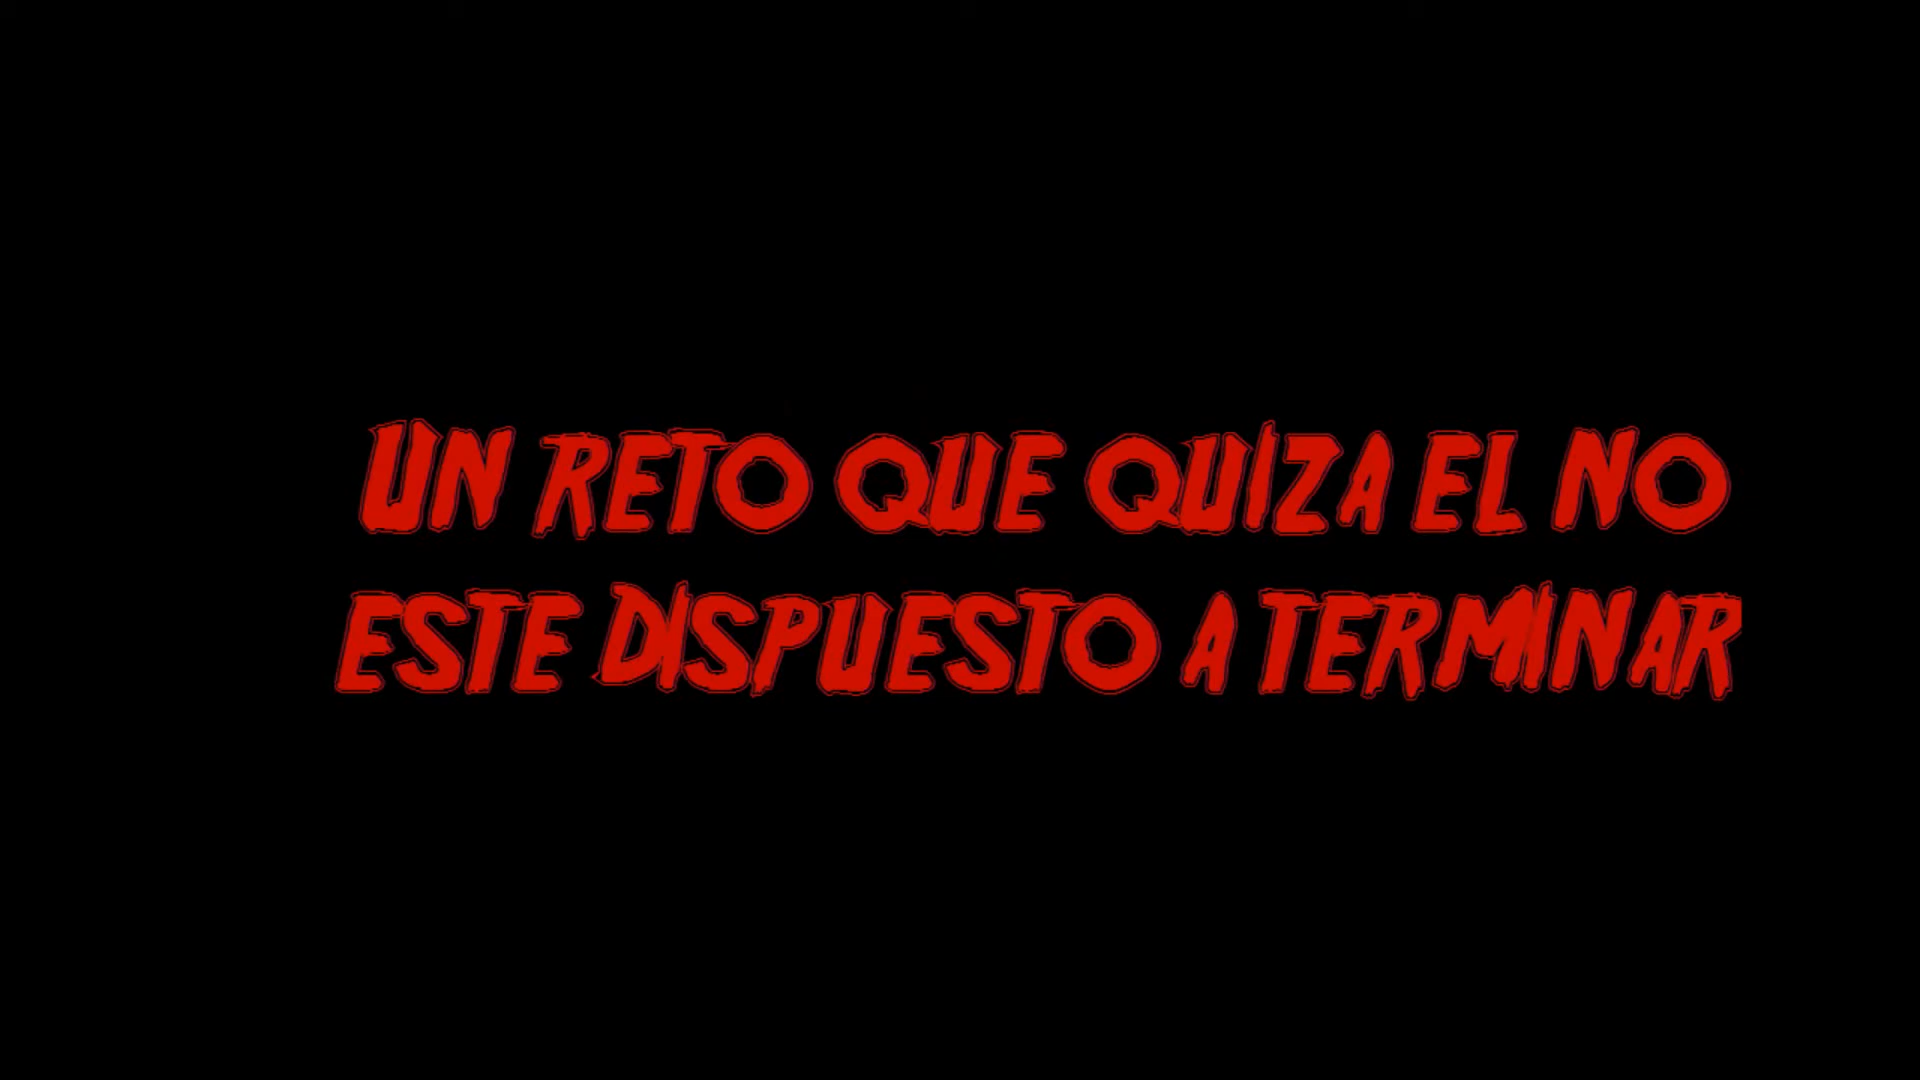 UN RETO QUE QUIZA EL NO
ESTE DISPUESTO A TERMINAR